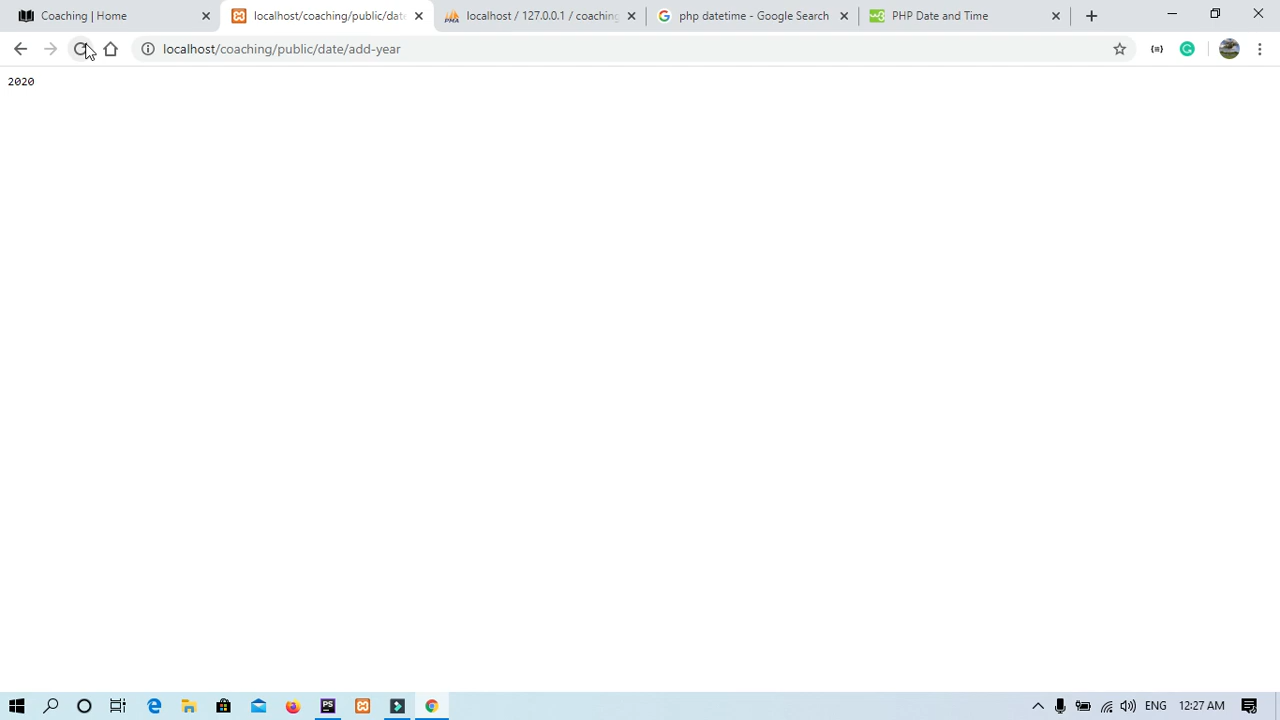 Coaching | Home
localhost/coaching/public/date
localhost / 127.0.0.1 / coaching
php datetime - Google Search
PHP Date and Time
localhost/coaching/public/date/add-year
2020
ENG
12:27 AM